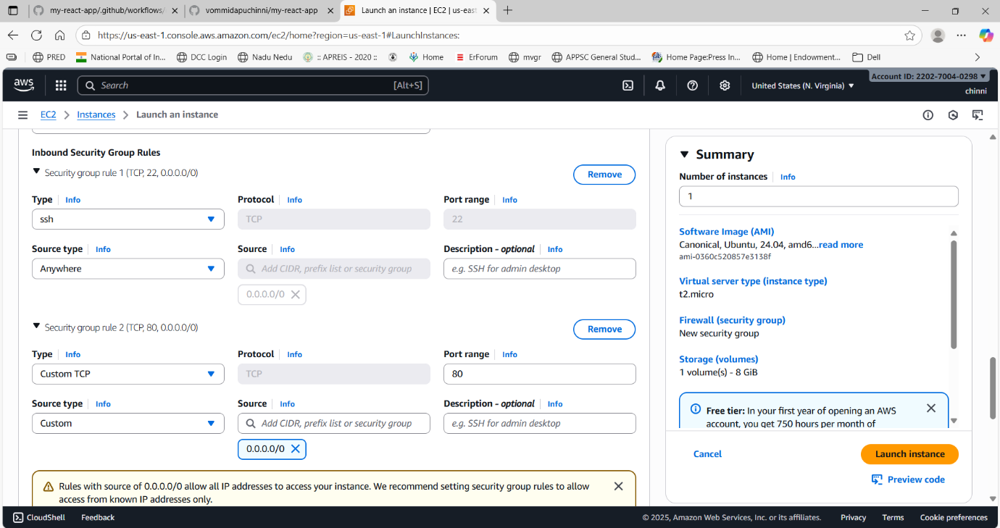 my-react-app/.github/workflows/
vommidapuchinni/my-react-app
Launch an instance | EC2 | us-east
https://us-east-1.console.aws.amazon.com/ec2/home?region=us-east-1#LaunchInstances:
PRED
National Portal of In...
DCC Login
Nadu Nedu
:: APREIS - 2020 ::
Home
ErForum
mvgr
APPSC General Stud...
Home Page:Press In...
Home | Endowment...
Dell
aws
Search
[Alt+S]
United States (N. Virginia)
Account ID: 2202-7004-0298
chinni
EC2
Instances
Launch an instance
Inbound Security Group Rules
Security group rule 1 (TCP, 22, 0.0.0.0/0)
Remove
Type Info
Protocol Info
Port range Info
ssh
TCP
22
Source type Info
Source Info
Description - optional Info
Anywhere
Add CIDR, prefix list or security group
e.g. SSH for admin desktop
0.0.0.0/0
Security group rule 2 (TCP, 80, 0.0.0.0/0)
Remove
Type Info
Protocol Info
Port range Info
Custom TCP
TCP
80
Source type Info
Source Info
Description - optional Info
Custom
Add CIDR, prefix list or security group
e.g. SSH for admin desktop
0.0.0.0/0
Rules with source of 0.0.0.0/0 allow all IP addresses to access your instance. We recommend setting security group rules to allow
access from known IP addresses only.
Summary
Number of instances Info
1
Software Image (AMI)
Canonical, Ubuntu, 24.04, amd6...read more
ami-0360c520857e3138f
Virtual server type (instance type)
t2.micro
Firewall (security group)
New security group
Storage (volumes)
1 volume(s) - 8 GiB
Free tier: In your first year of opening an AWS
account, you get 750 hours per month of
Cancel
Launch instance
Preview code
CloudShell
Feedback
© 2025, Amazon Web Services, Inc. or its affiliates.
Privacy
Terms
Cookie preferences